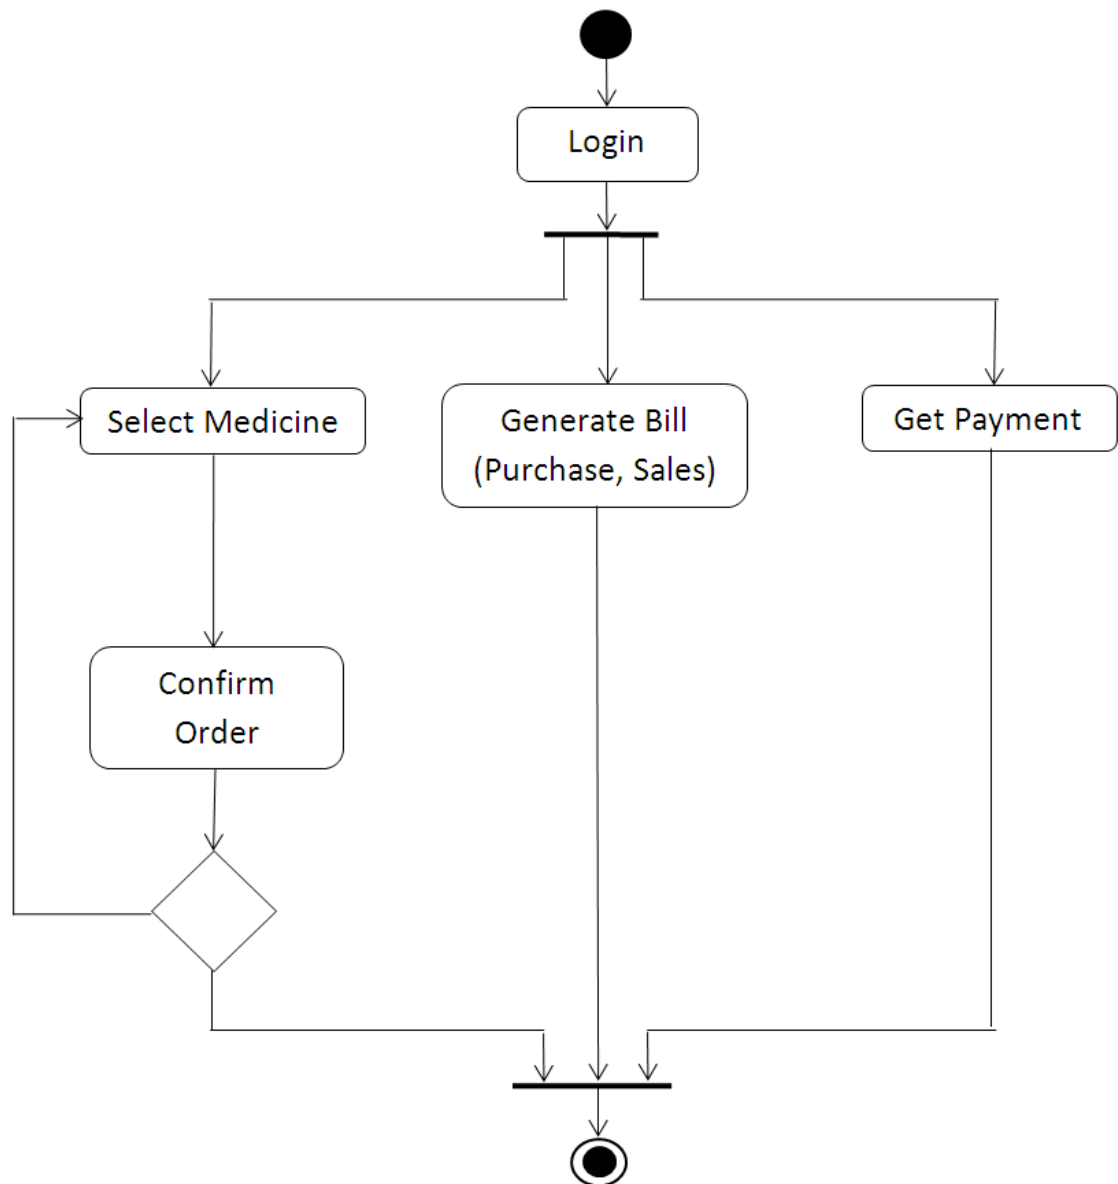 Login
Select Medicine
Generate Bill
(Purchase, Sales)
Get Payment
Confirm
Order